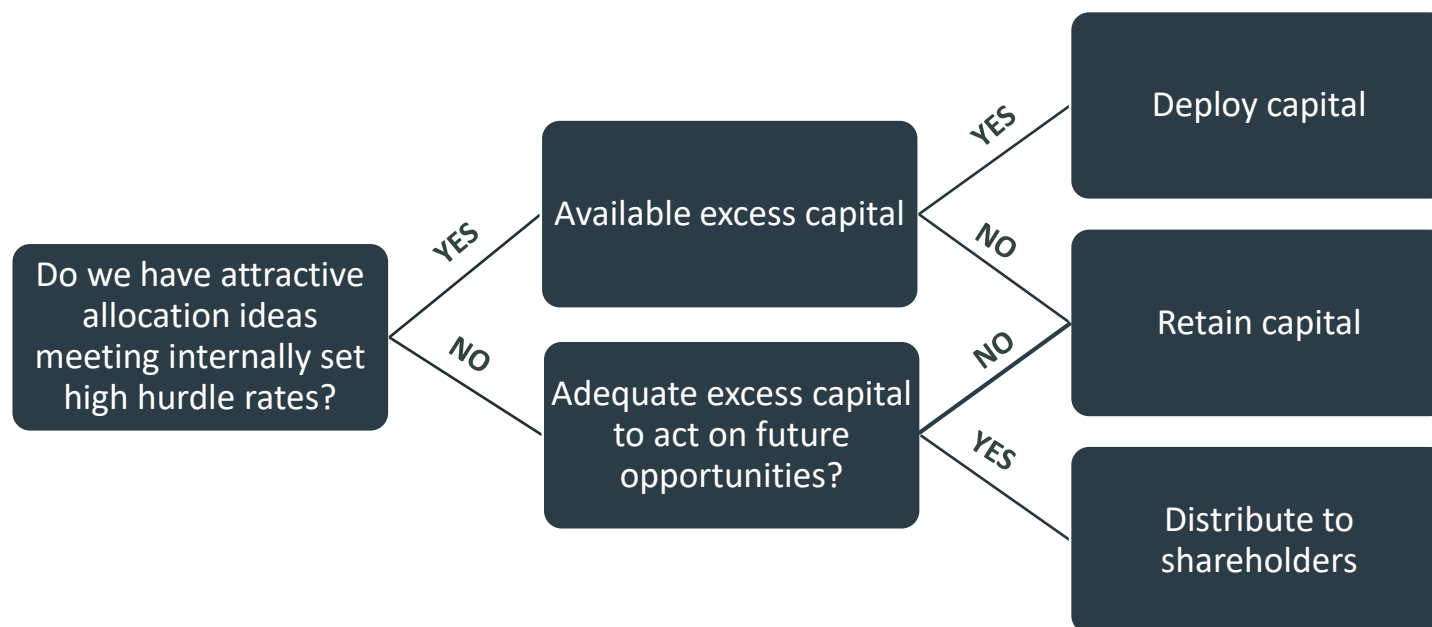 Do we have attractive
allocation ideas
meeting internally set
high hurdle rates?
YES
NO
Available excess capital
Adequate excess capital
to act on future
opportunities?
YES
NO
NO
YES
Deploy capital
Retain capital
Distribute to
shareholders